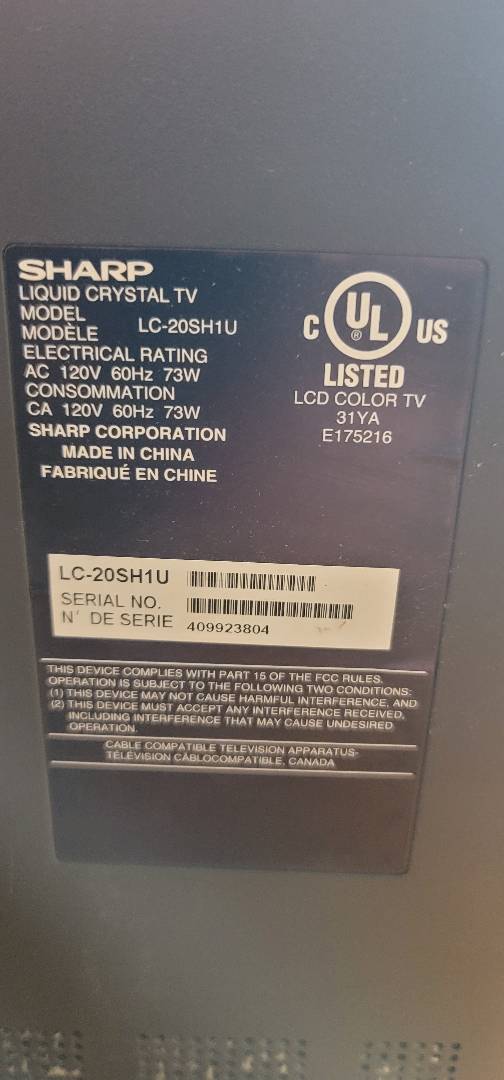 SHARP
LIQUID CRYSTAL TV
MODEL
MODÈLE LC-20SH1U
ELECTRICAL RATING
AC 120V 60Hz 73W
CONSOMMATION
CA 120V 60Hz 73W
SHARP CORPORATION
MADE IN CHINA
FABRIQUÉ EN CHINE
C UL ® US
LISTED
LCD COLOR TV
31YA
E175216
LC-20SH1U
SERIAL NO.
N' DE SERIE 409923804
THIS DEVICE COMPLIES WITH PART 15 OF THE FCC RULES.
OPERATION IS SUBJECT TO THE FOLLOWING TWO CONDITIONS:
(1) THIS DEVICE MAY NOT CAUSE HARMFUL INTERFERENCE, AND
(2) THIS DEVICE MUST ACCEPT ANY INTERFERENCE RECEIVED,
INCLUDING INTERFERENCE THAT MAY CAUSE UNDESIRED
OPERATION.
CABLE COMPATIBLE TELEVISION APPARATUS-
TÉLÉVISION CÂBLOCOMPATIBLE, CANADA